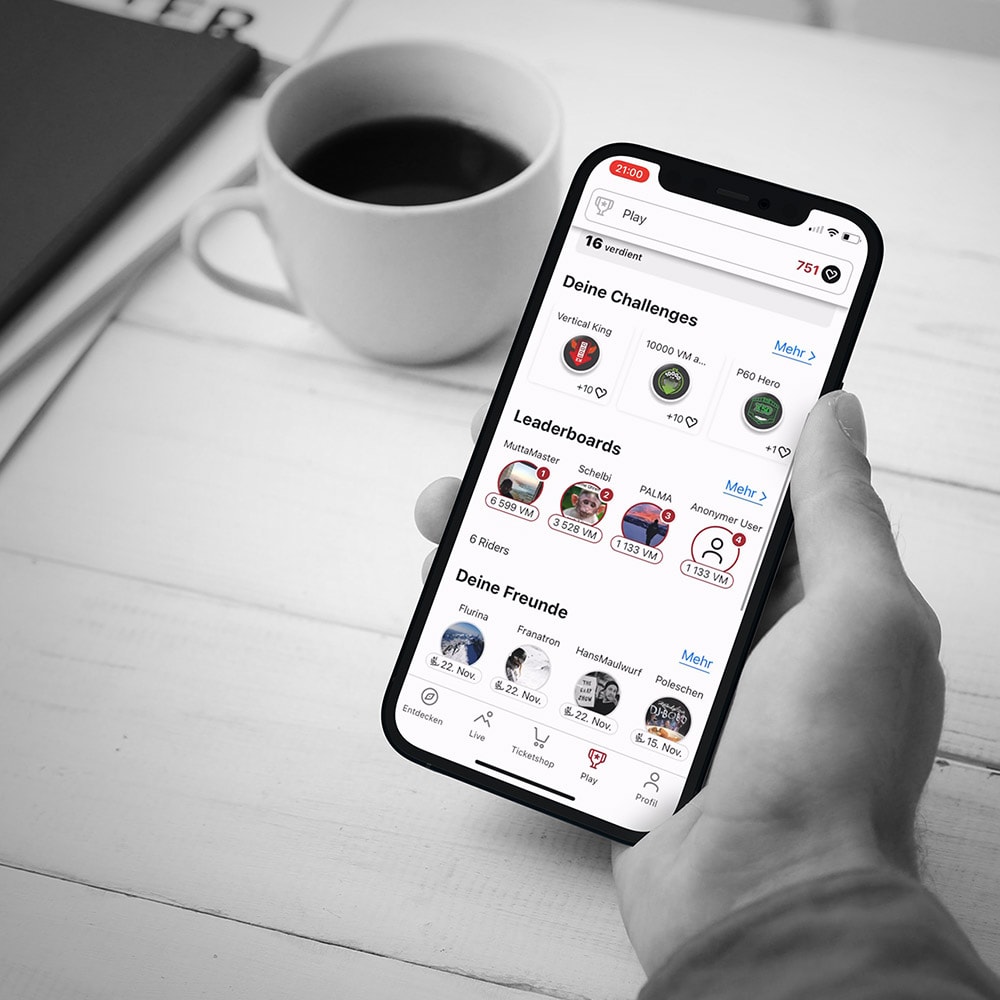 TER
21:00
Play
16 verdient
751
Deine Challenges
Mehr >
Vertical King
10000 VM a...
P60 Hero
+10
+10
+1
Leaderboards
Mehr >
MuttaMaster
Schelbi
PALMA
Anonymer User
1
2
3
4
6 599 VM
3 528 VM
1 133 VM
1 133 VM
6 Riders
Deine Freunde
Mehr
Flurina
Franatron
HansMaulwurf
Poleschen
22. Nov.
22. Nov.
22. Nov.
15. Nov.
Entdecken
Live
Ticketshop
Play
Profil